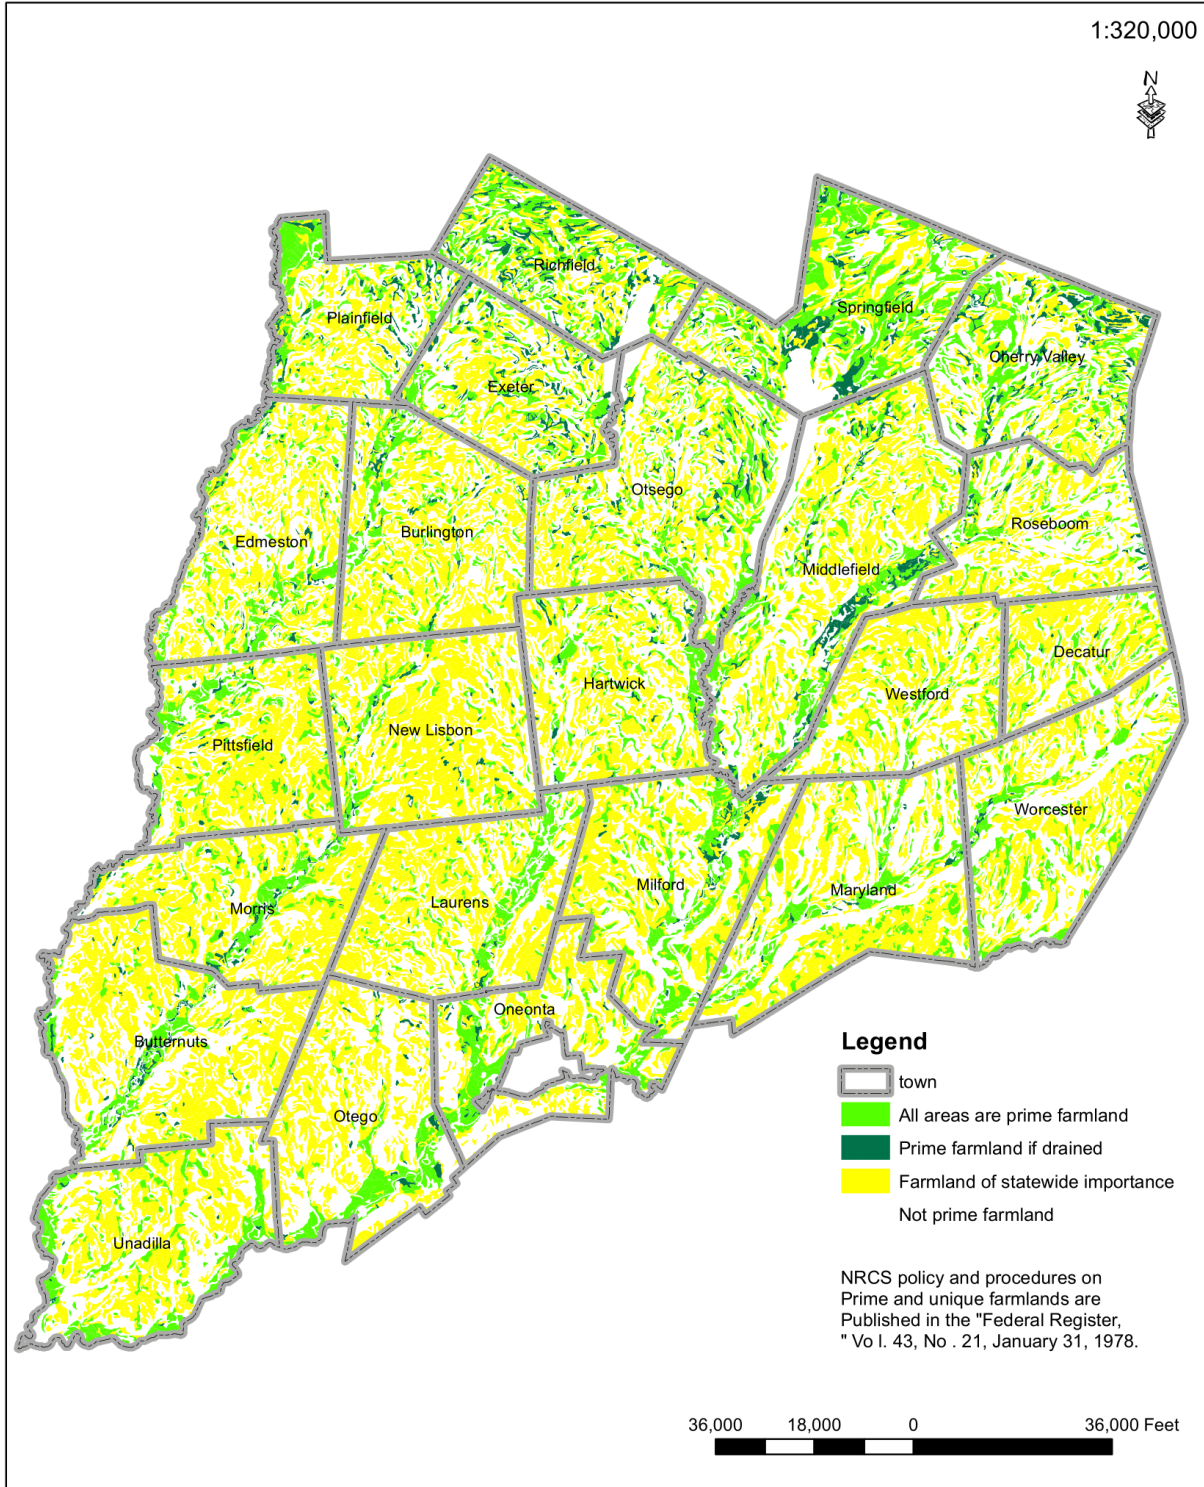 1:320,000
N
Richfield
Springfield
Plainfield
Cherry Valley
Exeter
Otsego
Roseboom
Burlington
Edmeston
Middlefield
Decatur
Hartwick
Westford
New Lisbon
Pittsfield
Worcester
Milford
Maryland
Laurens
Morris
Oneonta
Butternuts
Otego
Unadilla
Legend
town
All areas are prime farmland
Prime farmland if drained
Farmland of statewide importance
Not prime farmland
NRCS policy and procedures on
Prime and unique farmlands are
Published in the "Federal Register,
" Vo l. 43, No . 21, January 31, 1978.
36,000 18,000 0 36,000 Feet